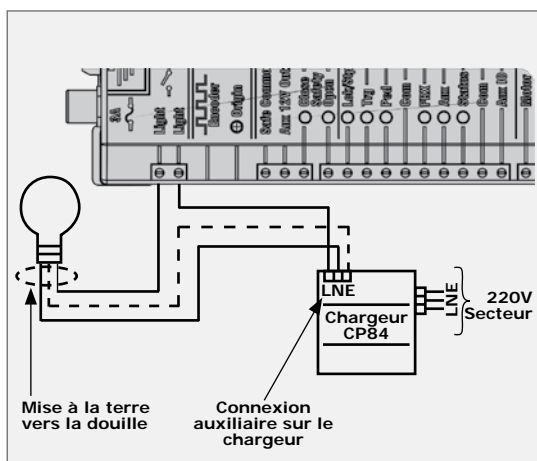 3A
Light
Light
Encoder
Origin
Safe Common
Aux 12V Out
Close
Safety
Open
Lck/Stp
Trg
Ped
Com
FRX
Aux
Status
Com
Aux IO
Motor
LNE
Chargeur
CP84
LNE
220V
Secteur
Mise à la terre
vers la douille
Connexion
auxiliaire sur le
chargeur